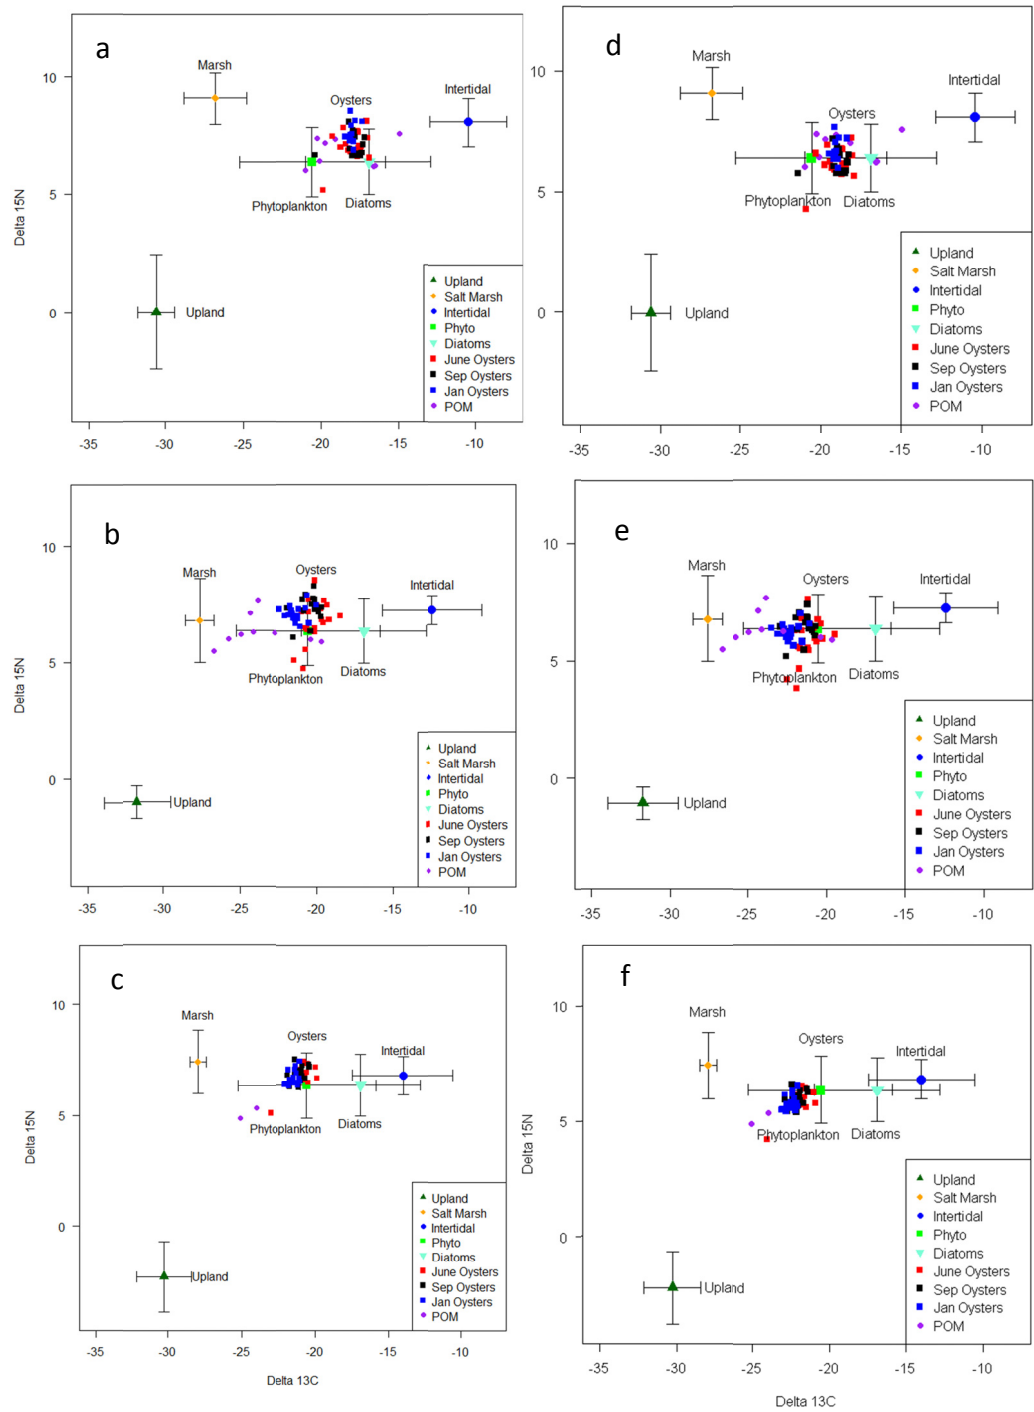 a
Marsh
Oysters
Intertidal
Phytoplankton
Diatoms
Upland
Delta 15N
10
5
0
Upland
Salt Marsh
Intertidal
Phyto
Diatoms
June Oysters
Sep Oysters
Jan Oysters
POM
-35
-30
-25
-20
-15
-10
d
Marsh
Oysters
Intertidal
Phytoplankton
Diatoms
Upland
10
5
0
Upland
Salt Marsh
Intertidal
Phyto
Diatoms
June Oysters
Sep Oysters
Jan Oysters
POM
-35
-30
-25
-20
-15
-10
b
Marsh
Oysters
Intertidal
Phytoplankton
Diatoms
Upland
Delta 15N
10
5
0
Upland
Salt Marsh
Intertidal
Phyto
Diatoms
June Oysters
Sep Oysters
Jan Oysters
POM
-35
-30
-25
-20
-15
-10
e
Marsh
Oysters
Intertidal
Phytoplankton
Diatoms
Upland
10
5
0
Upland
Salt Marsh
Intertidal
Phyto
Diatoms
June Oysters
Sep Oysters
Jan Oysters
POM
-35
-30
-25
-20
-15
-10
c
Marsh
Oysters
Intertidal
Phytoplankton
Diatoms
Upland
Delta 15N
10
5
0
Upland
Salt Marsh
Intertidal
Phyto
Diatoms
June Oysters
Sep Oysters
Jan Oysters
POM
-35
-30
-25
-20
-15
-10
Delta 13C
f
Marsh
Oysters
Intertidal
Phytoplankton
Diatoms
Upland
Delta 15N
10
5
0
Upland
Salt Marsh
Intertidal
Phyto
Diatoms
June Oysters
Sep Oysters
Jan Oysters
POM
-35
-30
-25
-20
-15
-10
Delta 13C